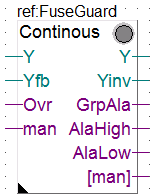 ref:FuseGuard
Continous
Y Y
Yfb Yinv
Ovr GrpAla
man AlaHigh
AlaLow
[man]